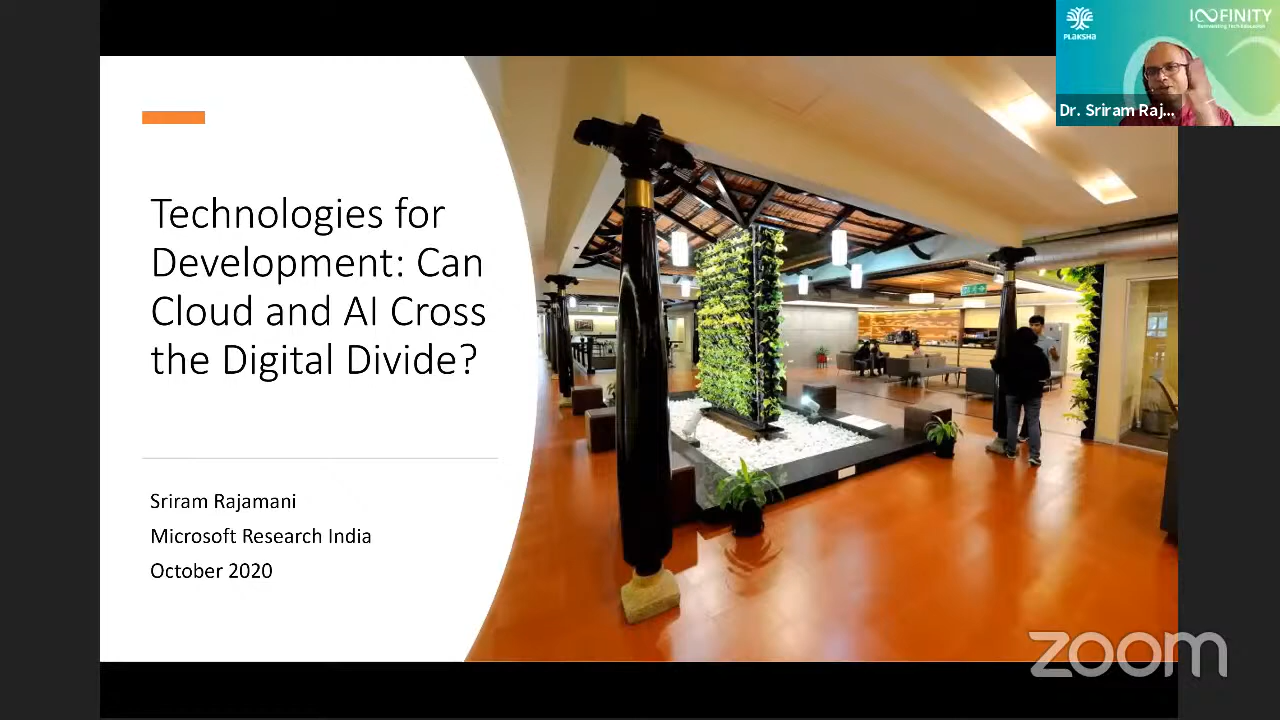 PLAKSHA
INFINITY
Dr. Sriram Raj...
Technologies for
Development: Can
Cloud and AI Cross
the Digital Divide?
Sriram Rajamani
Microsoft Research India
October 2020
zoom